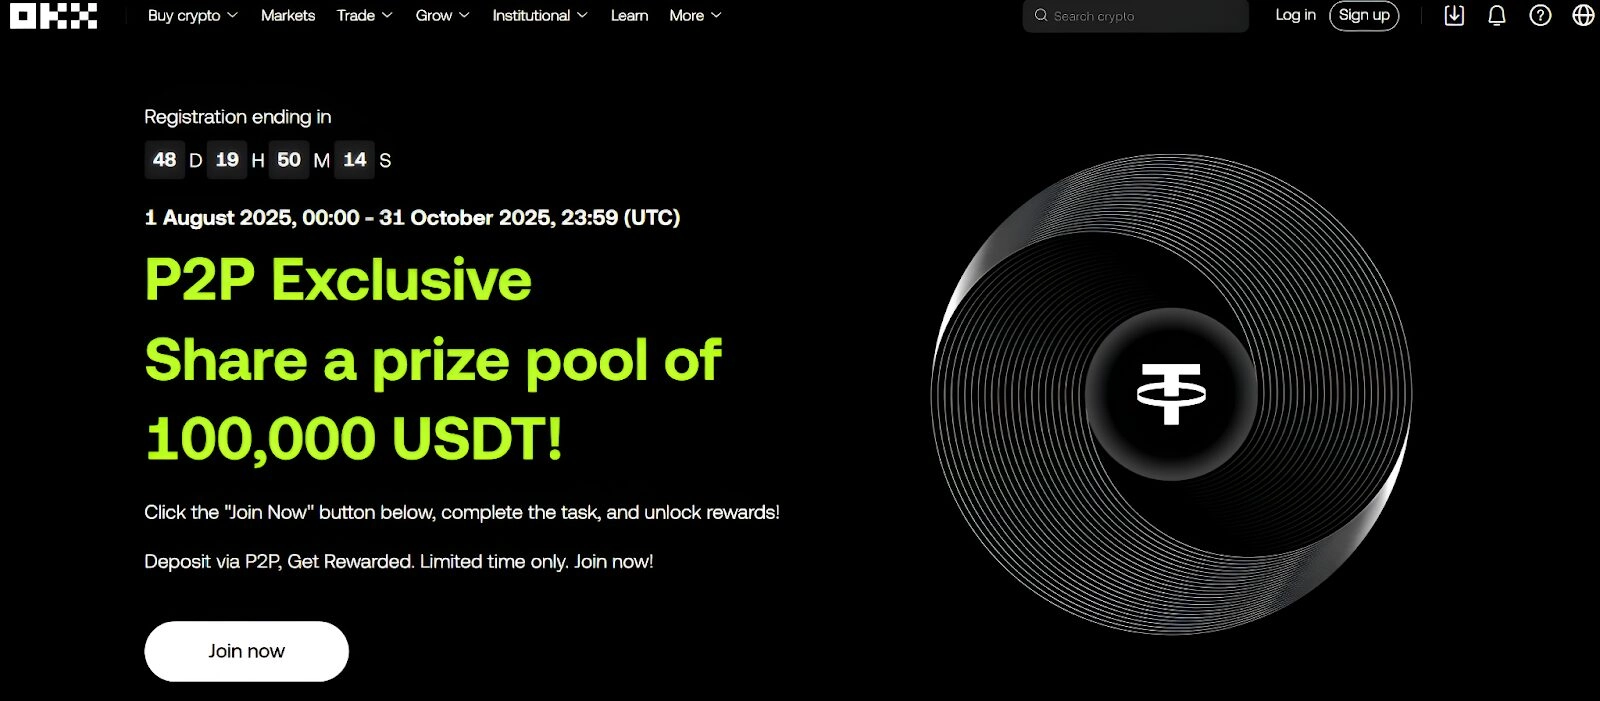 OKX Buy crypto Markets Trade Grow Institutional Learn More Search crypto Log in Sign up
Registration ending in
48 D 19 H 50 M 14 S
1 August 2025, 00:00 - 31 October 2025, 23:59 (UTC)
P2P Exclusive
Share a prize pool of
100,000 USDT!
Click the "Join Now" button below, complete the task, and unlock rewards!
Deposit via P2P, Get Rewarded. Limited time only. Join now!
Join now